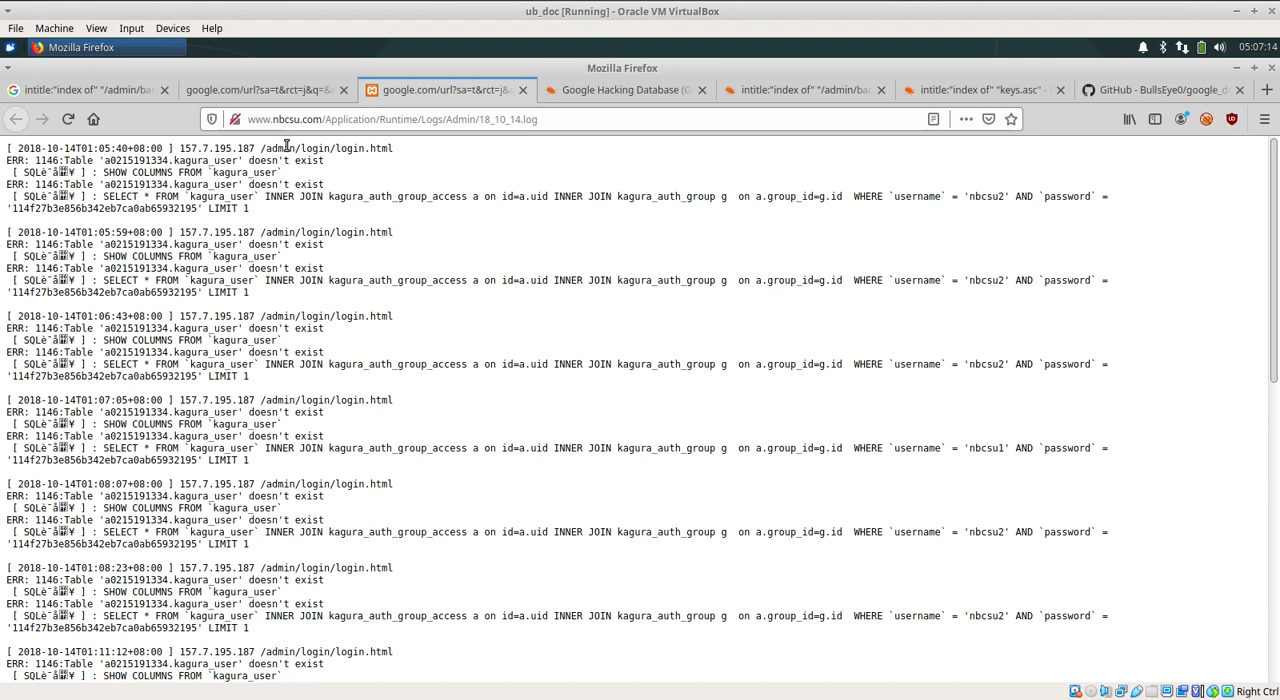 ub_doc [Running] - Oracle VM VirtualBox
File Machine View Input Devices Help
Mozilla Firefox 05:07:14
Mozilla Firefox
intitle:"index of" "/admin/bac google.com/url?sa=t&rct=j&q=& google.com/url?sa=t&rct=j&q Google Hacking Database (G intitle:"index of" "/admin/ba intitle:"index of" "keys.asc" - GitHub - BullsEye0/google_d
www.nbcsu.com/Application/Runtime/Logs/Admin/18_10_14.log
[ 2018-10-14T01:05:40+08:00 ] 157.7.195.187 /admin/login/login.html
ERR: 1146:Table 'a0215191334.kagura_user' doesn't exist
[ SQLè¯­å¥ ] : SHOW COLUMNS FROM `kagura_user`
ERR: 1146:Table 'a0215191334.kagura_user' doesn't exist
[ SQLè¯­å¥ ] : SELECT * FROM `kagura_user` INNER JOIN kagura_auth_group_access a on id=a.uid INNER JOIN kagura_auth_group g  on a.group_id=g.id  WHERE `username` = 'nbcsu2' AND `password` =
'114f27b3e856b342eb7ca0ab65932195' LIMIT 1
[ 2018-10-14T01:05:59+08:00 ] 157.7.195.187 /admin/login/login.html
ERR: 1146:Table 'a0215191334.kagura_user' doesn't exist
[ SQLè¯­å¥ ] : SHOW COLUMNS FROM `kagura_user`
ERR: 1146:Table 'a0215191334.kagura_user' doesn't exist
[ SQLè¯­å¥ ] : SELECT * FROM `kagura_user` INNER JOIN kagura_auth_group_access a on id=a.uid INNER JOIN kagura_auth_group g  on a.group_id=g.id  WHERE `username` = 'nbcsu2' AND `password` =
'114f27b3e856b342eb7ca0ab65932195' LIMIT 1
[ 2018-10-14T01:06:43+08:00 ] 157.7.195.187 /admin/login/login.html
ERR: 1146:Table 'a0215191334.kagura_user' doesn't exist
[ SQLè¯­å¥ ] : SHOW COLUMNS FROM `kagura_user`
ERR: 1146:Table 'a0215191334.kagura_user' doesn't exist
[ SQLè¯­å¥ ] : SELECT * FROM `kagura_user` INNER JOIN kagura_auth_group_access a on id=a.uid INNER JOIN kagura_auth_group g  on a.group_id=g.id  WHERE `username` = 'nbcsu2' AND `password` =
'114f27b3e856b342eb7ca0ab65932195' LIMIT 1
[ 2018-10-14T01:07:05+08:00 ] 157.7.195.187 /admin/login/login.html
ERR: 1146:Table 'a0215191334.kagura_user' doesn't exist
[ SQLè¯­å¥ ] : SHOW COLUMNS FROM `kagura_user`
ERR: 1146:Table 'a0215191334.kagura_user' doesn't exist
[ SQLè¯­å¥ ] : SELECT * FROM `kagura_user` INNER JOIN kagura_auth_group_access a on id=a.uid INNER JOIN kagura_auth_group g  on a.group_id=g.id  WHERE `username` = 'nbcsu1' AND `password` =
'114f27b3e856b342eb7ca0ab65932195' LIMIT 1
[ 2018-10-14T01:08:07+08:00 ] 157.7.195.187 /admin/login/login.html
ERR: 1146:Table 'a0215191334.kagura_user' doesn't exist
[ SQLè¯­å¥ ] : SHOW COLUMNS FROM `kagura_user`
ERR: 1146:Table 'a0215191334.kagura_user' doesn't exist
[ SQLè¯­å¥ ] : SELECT * FROM `kagura_user` INNER JOIN kagura_auth_group_access a on id=a.uid INNER JOIN kagura_auth_group g  on a.group_id=g.id  WHERE `username` = 'nbcsu2' AND `password` =
'114f27b3e856b342eb7ca0ab65932195' LIMIT 1
[ 2018-10-14T01:08:23+08:00 ] 157.7.195.187 /admin/login/login.html
ERR: 1146:Table 'a0215191334.kagura_user' doesn't exist
[ SQLè¯­å¥ ] : SHOW COLUMNS FROM `kagura_user`
ERR: 1146:Table 'a0215191334.kagura_user' doesn't exist
[ SQLè¯­å¥ ] : SELECT * FROM `kagura_user` INNER JOIN kagura_auth_group_access a on id=a.uid INNER JOIN kagura_auth_group g  on a.group_id=g.id  WHERE `username` = 'nbcsu2' AND `password` =
'114f27b3e856b342eb7ca0ab65932195' LIMIT 1
[ 2018-10-14T01:11:12+08:00 ] 157.7.195.187 /admin/login/login.html
ERR: 1146:Table 'a0215191334.kagura_user' doesn't exist
[ SQLè¯­å¥ ] : SHOW COLUMNS FROM `kagura_user`
Right Ctrl